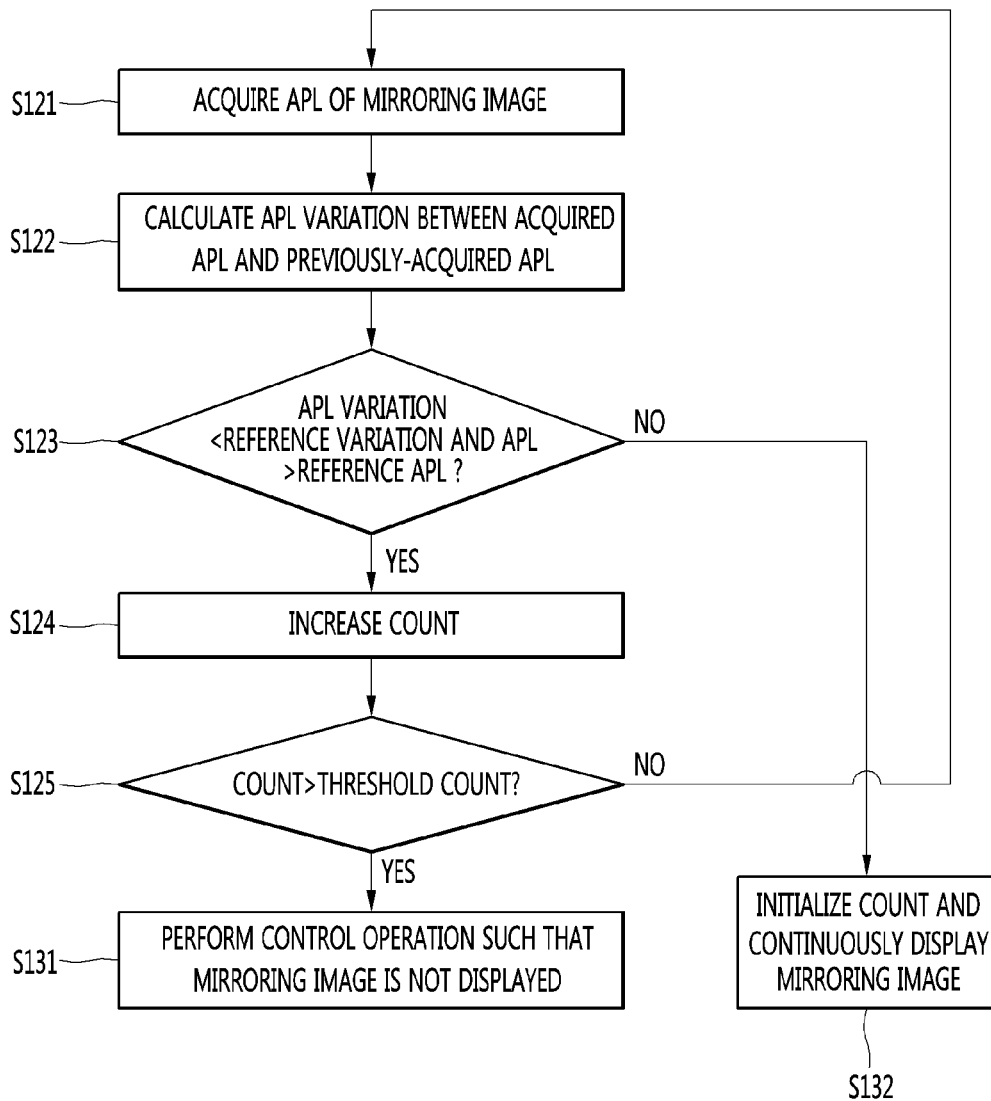 S121
ACQUIRE APL OF MIRRORING IMAGE
S122
CALCULATE APL VARIATION BETWEEN ACQUIRED
APL AND PREVIOUSLY-ACQUIRED APL
S123
APL VARIATION
<REFERENCE VARIATION AND APL
>REFERENCE APL ?
NO
YES
S124
INCREASE COUNT
S125
COUNT>THRESHOLD COUNT?
NO
YES
S131
PERFORM CONTROL OPERATION SUCH THAT
MIRRORING IMAGE IS NOT DISPLAYED
INITIALIZE COUNT AND
CONTINUOUSLY DISPLAY
MIRRORING IMAGE
S132